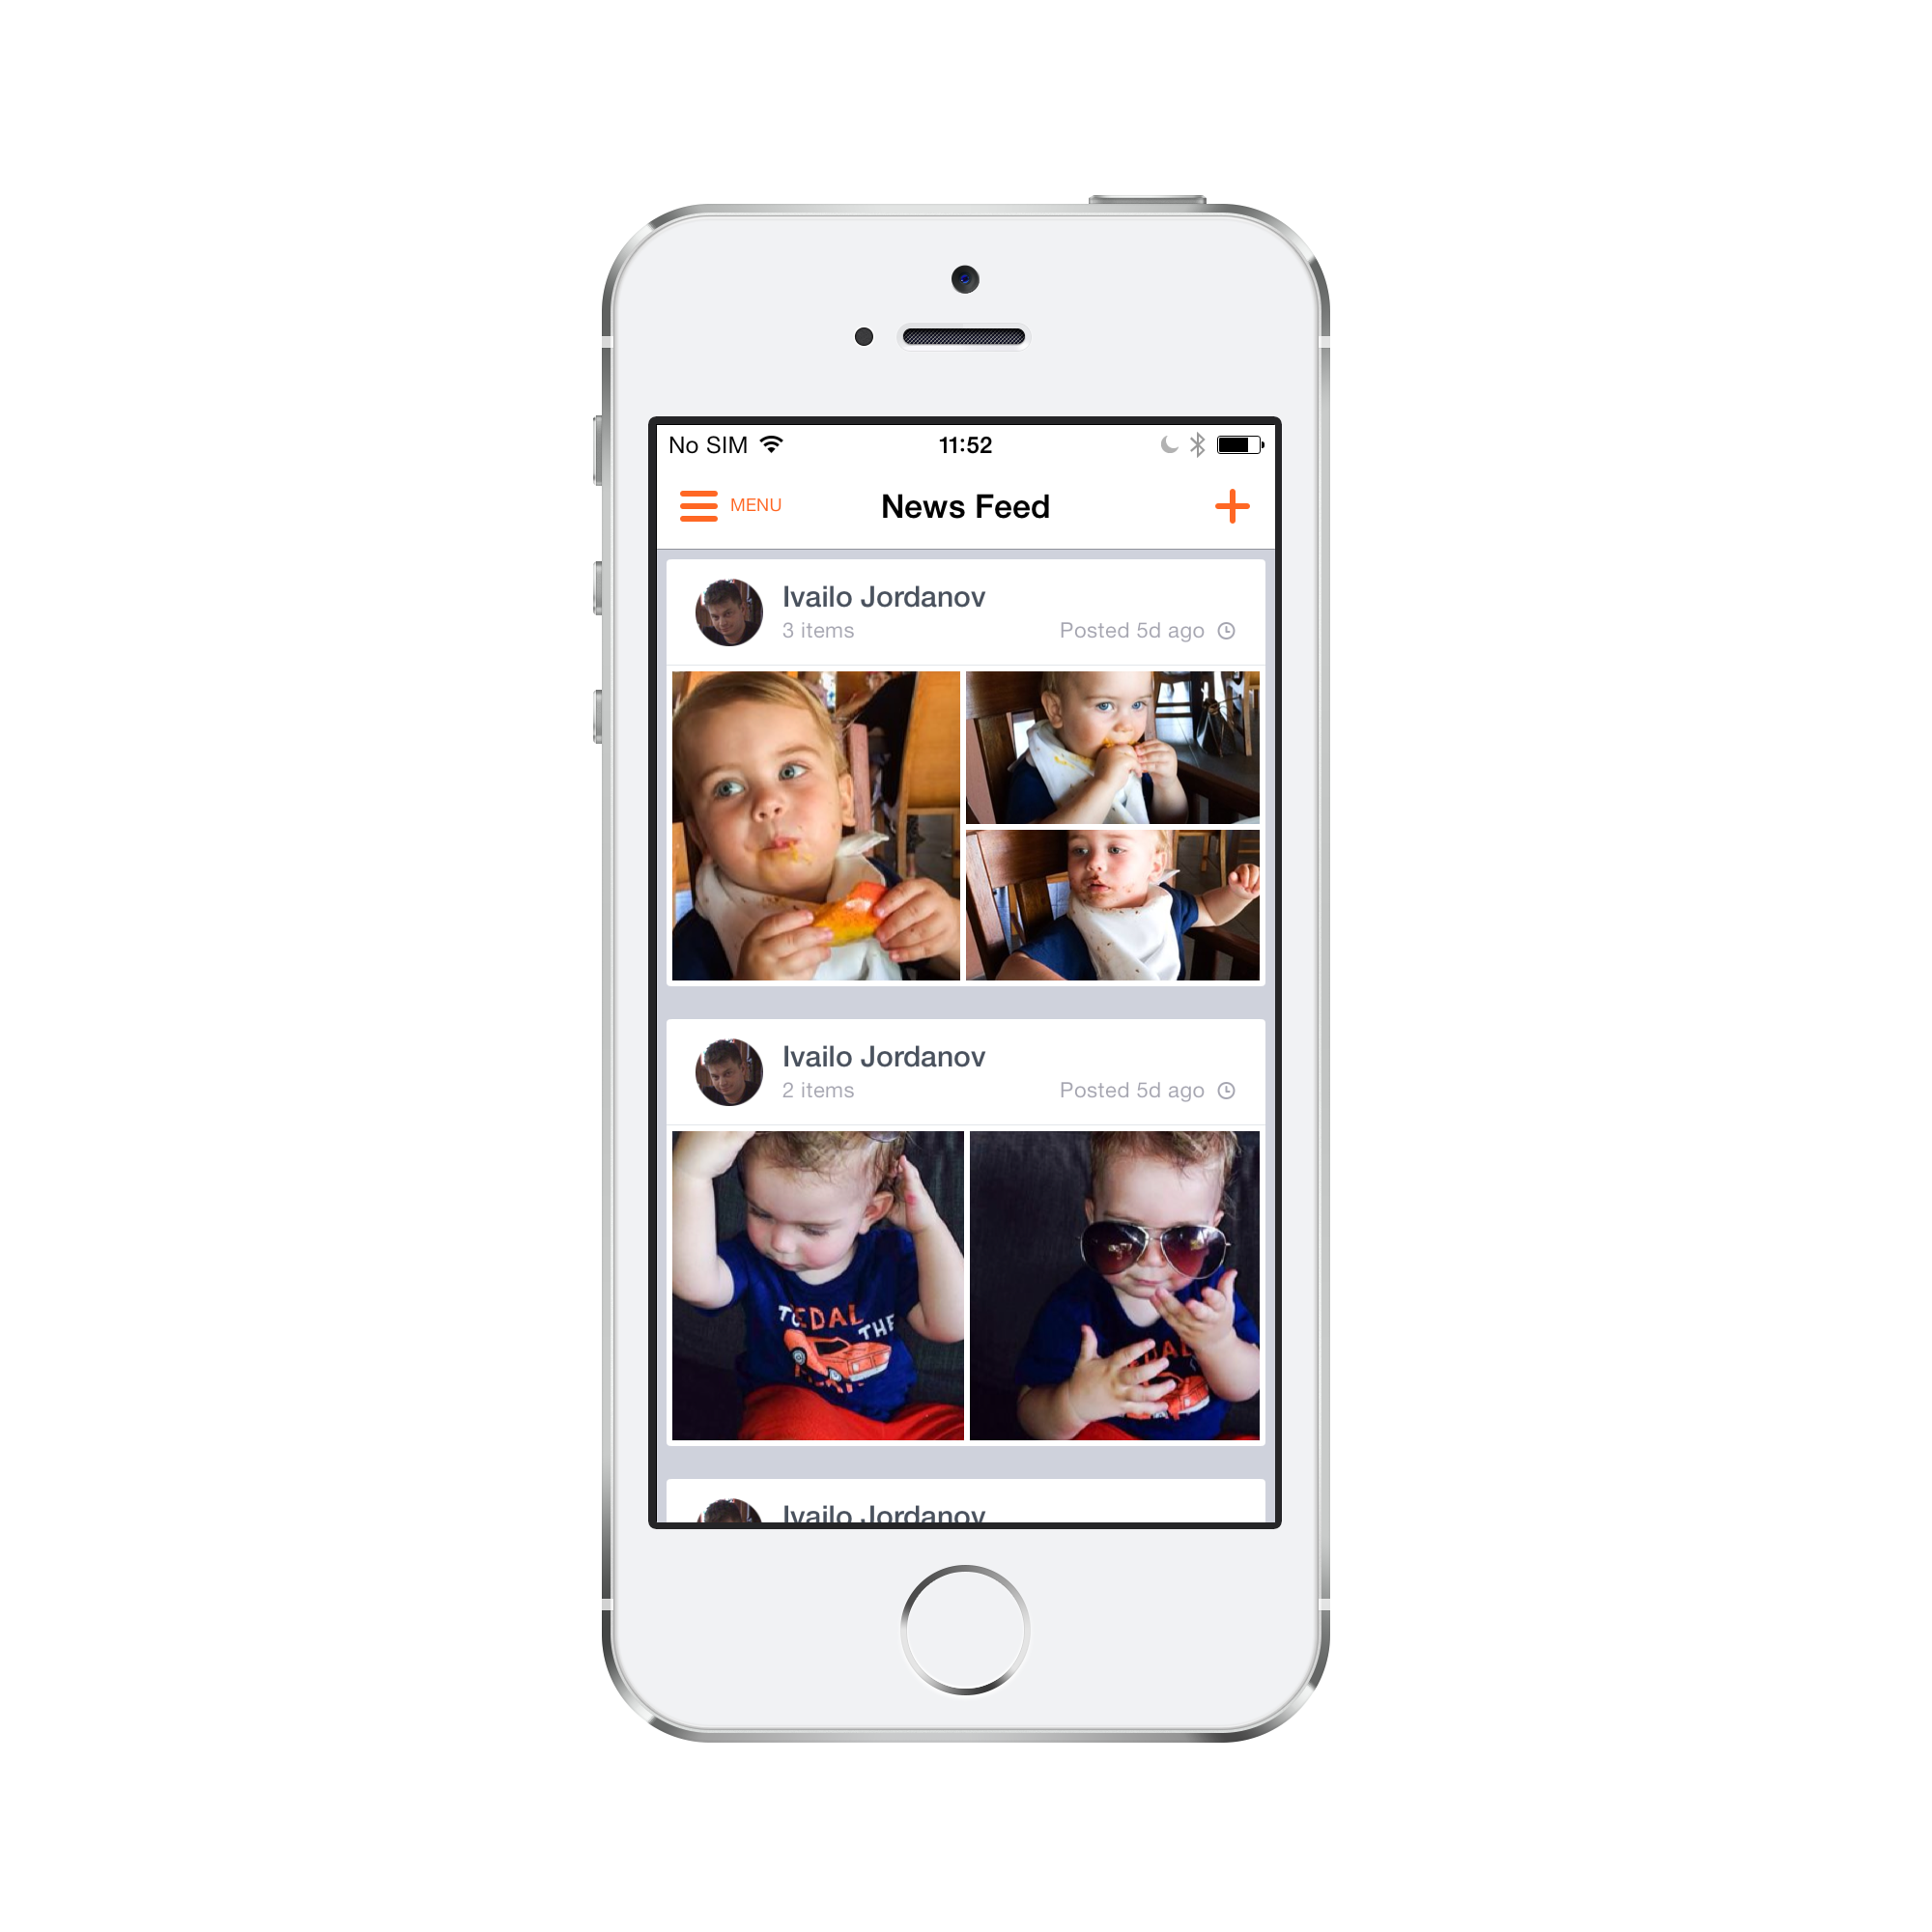 No SIM 11:52
MENU News Feed
Ivailo Jordanov
3 items Posted 5d ago
Ivailo Jordanov
2 items Posted 5d ago
EDAL
THE
Ivailo Jordanov